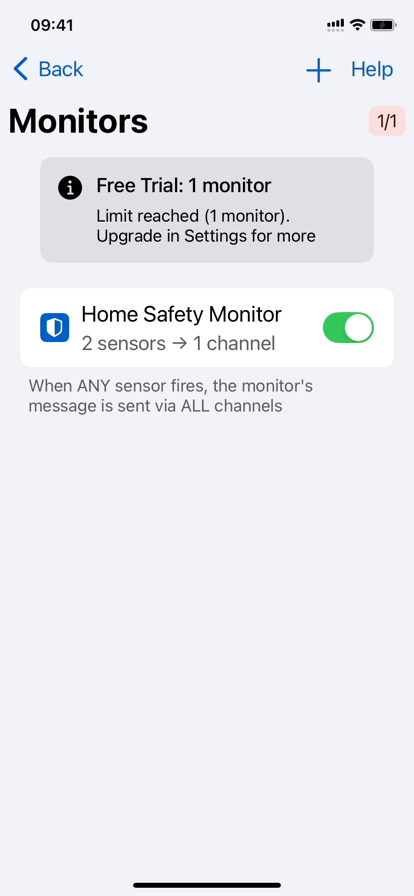 09:41
Back
Help
Monitors
1/1
Free Trial: 1 monitor
Limit reached (1 monitor).
Upgrade in Settings for more
Home Safety Monitor
2 sensors → 1 channel
When ANY sensor fires, the monitor's
message is sent via ALL channels